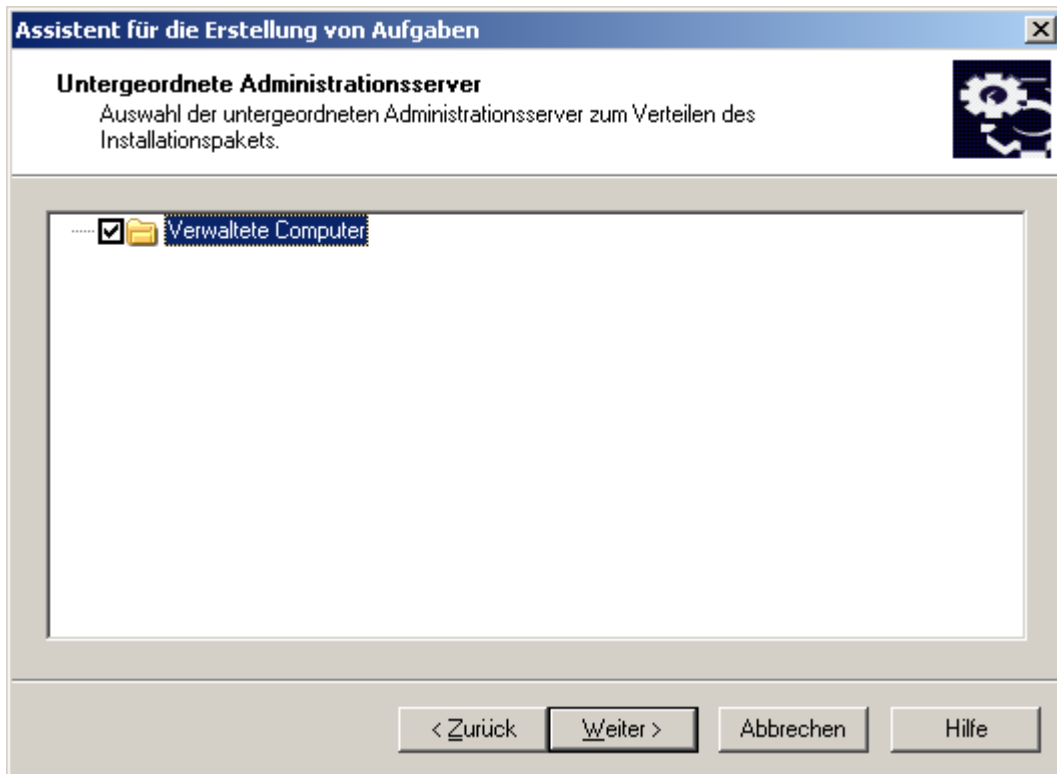 Assistent für die Erstellung von Aufgaben
Untergeordnete Administrationsserver
Auswahl der untergeordneten Administrationsserver zum Verteilen des
Installationspakets.
Verwaltete Computer
< Zurück
Weiter >
Abbrechen
Hilfe